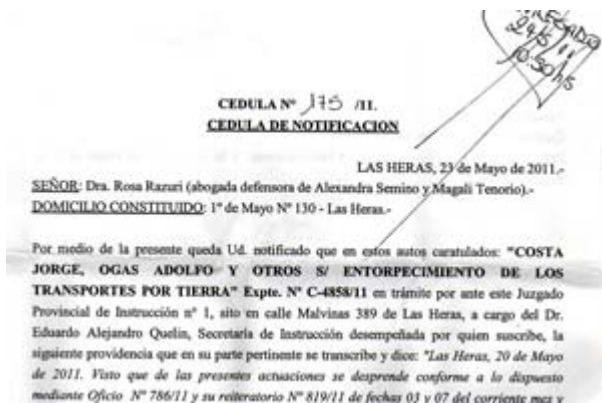 24/5 11
10:30 hs
CEDULA Nº 175 /11.
CEDULA DE NOTIFICACION
LAS HERAS, 23 de Mayo de 2011.-
SEÑOR: Dra. Rosa Razuri (abogada defensora de Alexandra Semino y Magali Tenorio).-
DOMICILIO CONSTITUIDO: 1º de Mayo Nº 130 - Las Heras.-
Por medio de la presente queda Ud. notificado que en estos autos caratulados: "COSTA
JORGE, OGAS ADOLFO Y OTROS S/ ENTORPECIMIENTO DE LOS
TRANSPORTES POR TIERRA" Expte. Nº C-4858/11 en trámite por ante este Juzgado
Provincial de Instrucción nº 1, sito en calle Malvinas 389 de Las Heras, a cargo del Dr.
Eduardo Alejandro Quelin, Secretaría de Instrucción desempeñada por quien suscribe, la
siguiente providencia que en su parte pertinente se transcribe y dice: "Las Heras, 20 de Mayo
de 2011. Visto que de las presentes actuaciones se desprende conforme a lo dispuesto
mediante Oficio Nº 786/11 y su reiteratorio Nº 819/11 de fechas 03 y 07 del corriente mes y